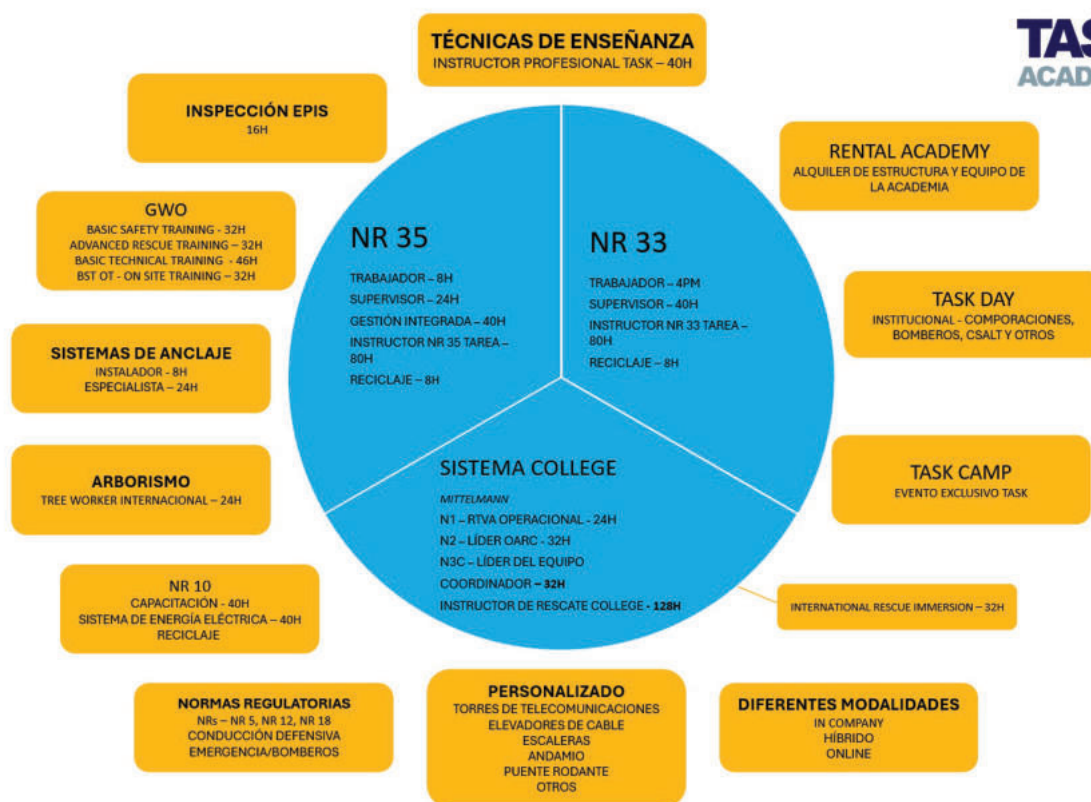 TÉCNICAS DE ENSEÑANZA
INSTRUCTOR PROFESIONAL TASK – 40H
INSPECCIÓN EPIS
16H
GWO
BASIC SAFETY TRAINING - 32H
ADVANCED RESCUE TRAINING – 32H
BASIC TECHNICAL TRAINING - 46H
BST OT - ON SITE TRAINING – 32H
SISTEMAS DE ANCLAJE
INSTALADOR - 8H
ESPECIALISTA – 24H
ARBORISMO
TREE WORKER INTERNACIONAL – 24H
NR 10
CAPACITACIÓN - 40H
SISTEMA DE ENERGÍA ELÉCTRICA – 40H
RECICLAJE
NORMAS REGULATORIAS
NRs – NR 5, NR 12, NR 18
CONDUCCIÓN DEFENSIVA
EMERGENCIA/BOMBEROS
NR 35
TRABAJADOR – 8H
SUPERVISOR – 24H
GESTIÓN INTEGRADA – 40H
INSTRUCTOR NR 35 TAREA –
80H
RECICLAJE – 8H
NR 33
TRABAJADOR – 4PM
SUPERVISOR – 40H
INSTRUCTOR NR 33 TAREA –
80H
RECICLAJE – 8H
SISTEMA COLLEGE
MITTELMANN
N1 – RTVA OPERACIONAL – 24H
N2 – LÍDER OARC - 32H
N3C – LÍDER DEL EQUIPO
COORDINADOR – 32H
INSTRUCTOR DE RESCATE COLLEGE - 128H
PERSONALIZADO
TORRES DE TELECOMUNICACIONES
ELEVADORES DE CABLE
ESCALERAS
ANDAMIO
PUENTE RODANTE
OTROS
TAS
ACAD
RENTAL ACADEMY
ALQUILER DE ESTRUCTURA Y EQUIPO DE
LA ACADEMIA
TASK DAY
INSTITUCIONAL - COMPORACIONES,
BOMBEROS, CSALT Y OTROS
TASK CAMP
EVENTO EXCLUSIVO TASK
INTERNATIONAL RESCUE IMMERSION – 32H
DIFERENTES MODALIDADES
IN COMPANY
HÍBRIDO
ONLINE